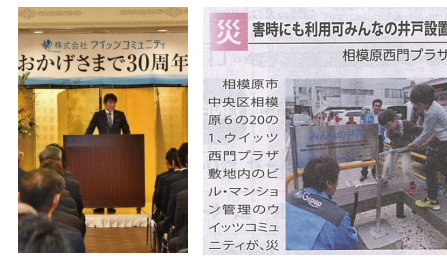 株式会社 ウイッツコミュニティ
おかげさまで30周年
災害時にも利用可みんなの井戸設置
相模原西門プラザ
相模原市
中央区相模
原6の20の
1、ウイッツ
西門プラザ
敷地内のビ
ル・マンショ
ン管理のウ
イッツコミュ
ニティが、災
みんなの井戸
Group